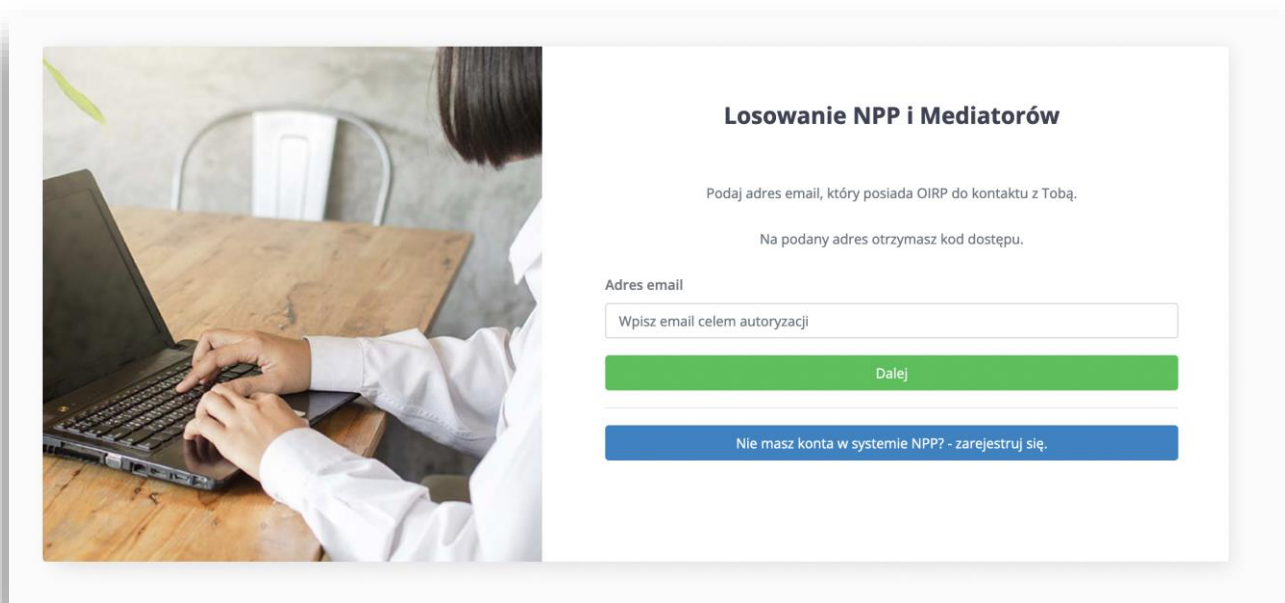 Losowanie NPP i Mediatorów
Podaj adres email, który posiada OIRP do kontaktu z Tobą.
Na podany adres otrzymasz kod dostępu.
Adres email
Wpisz email celem autoryzacji
Dalej
Nie masz konta w systemie NPP? - zarejestruj się.